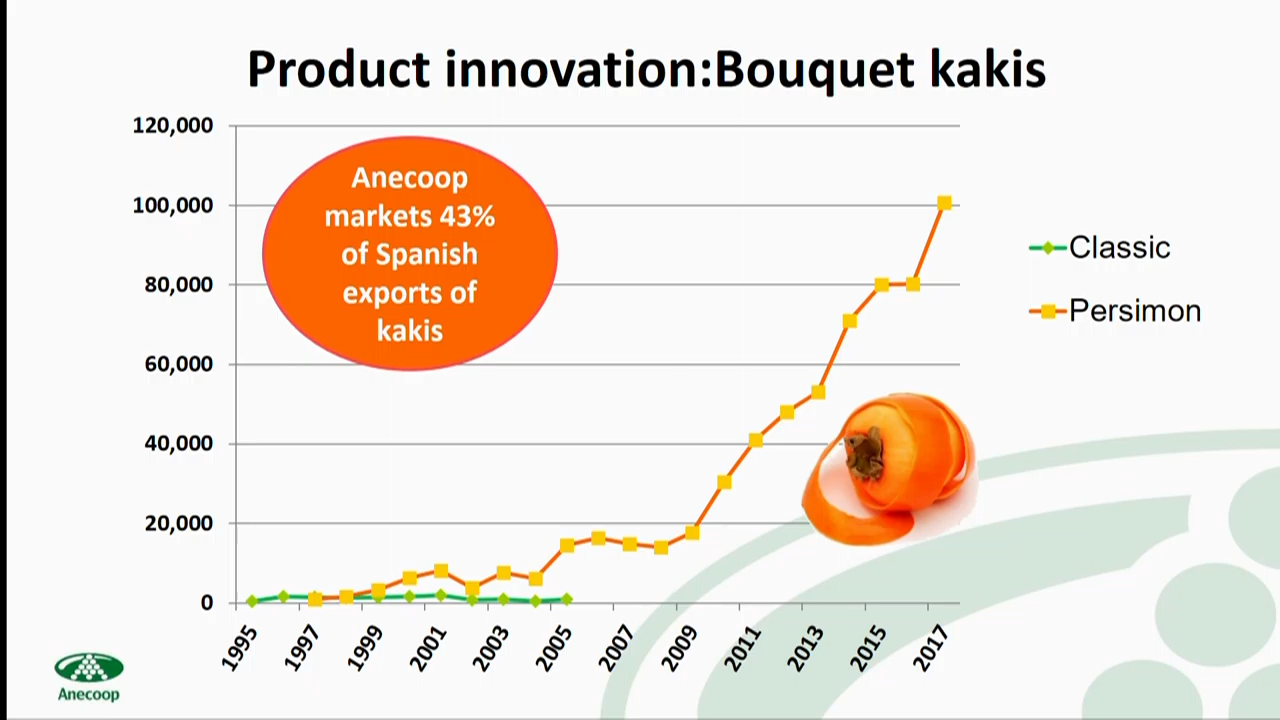 Product innovation:Bouquet kakis
120,000
100,000
80,000
60,000
40,000
20,000
0
Anecoop
markets 43%
of Spanish
exports of
kakis
Classic
Persimon
1995
1997
1999
2001
2003
2005
2007
2009
2011
2013
2015
2017
Anecoop